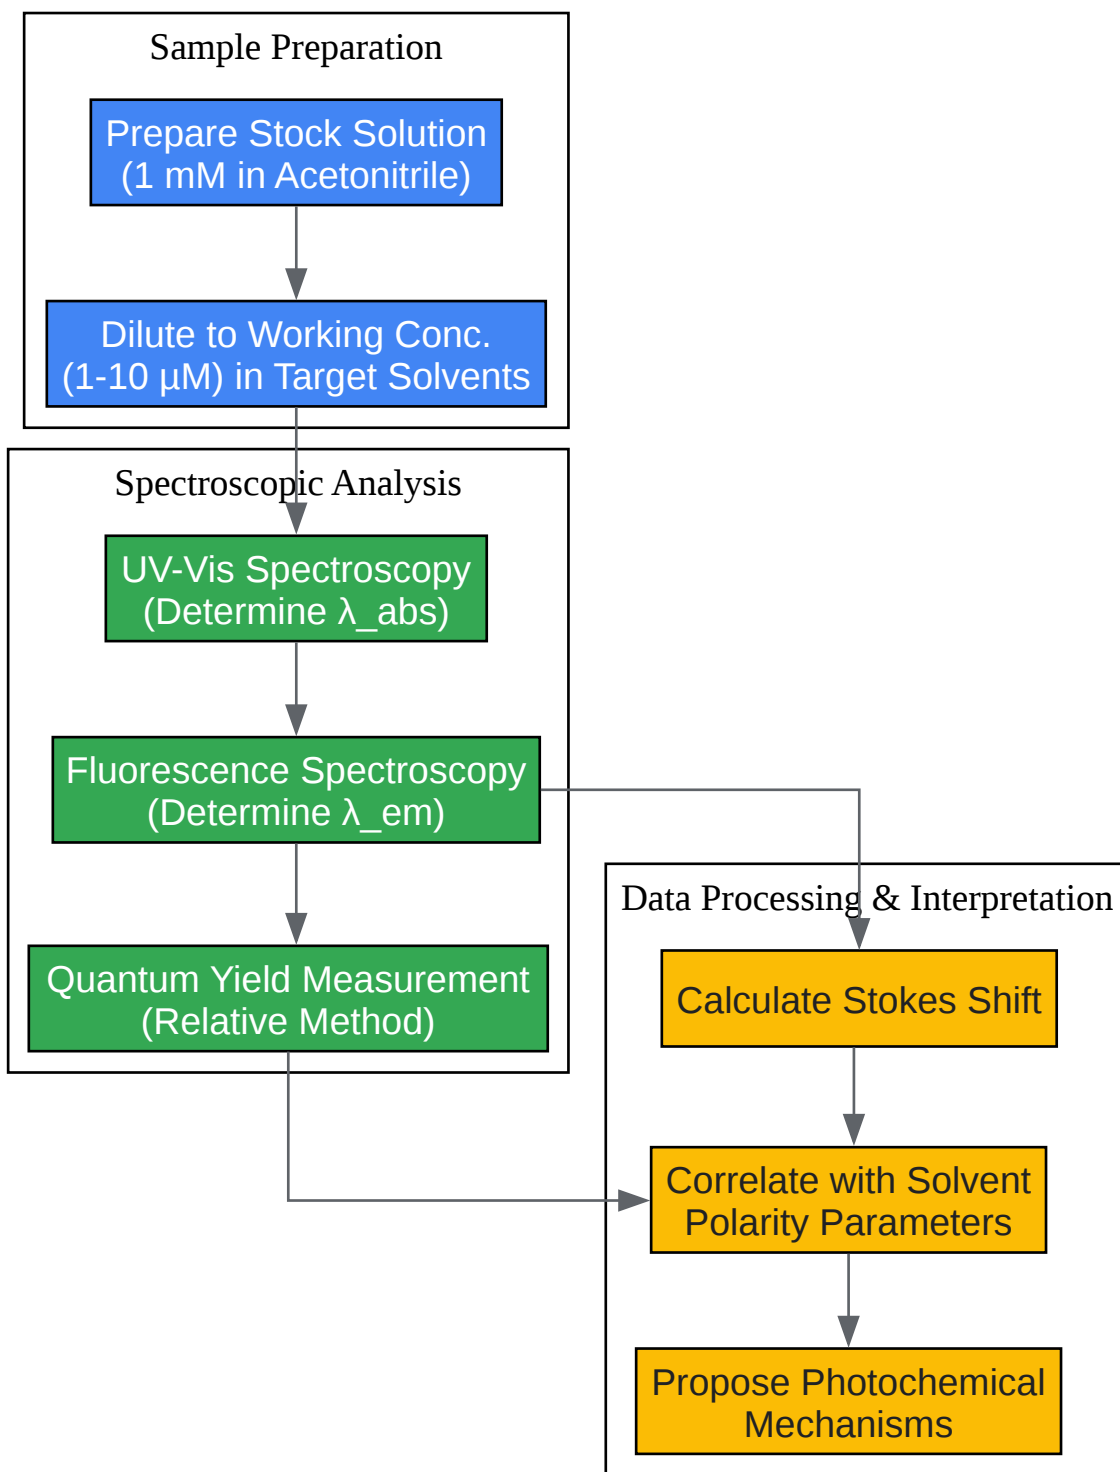 Sample Preparation
Prepare Stock Solution
(1 mM in Acetonitrile)
Dilute to Working Conc.
(1-10 µM) in Target Solvents
Spectroscopic Analysis
UV-Vis Spectroscopy
(Determine λ_abs)
Fluorescence Spectroscopy
(Determine λ_em)
Quantum Yield Measurement
(Relative Method)
Data Processing & Interpretation
Calculate Stokes Shift
Correlate with Solvent
Polarity Parameters
Propose Photochemical
Mechanisms